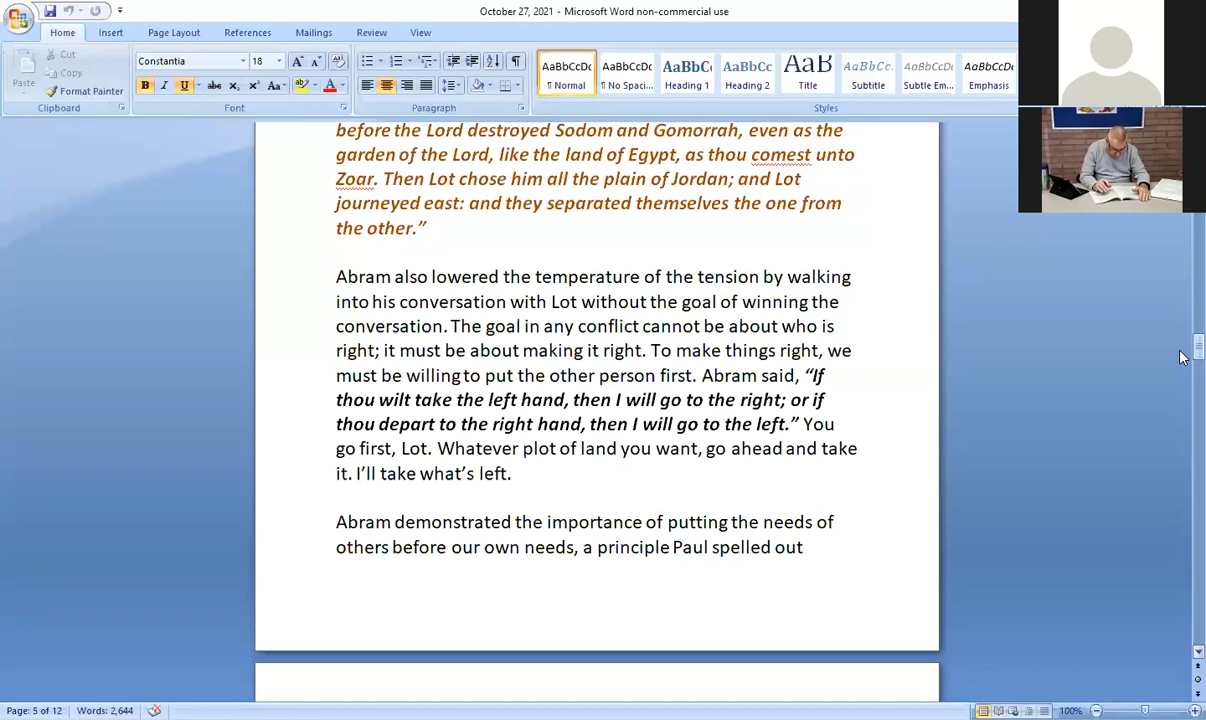 October 27, 2021 - Microsoft Word non-commercial use
Home Insert Page Layout References Mailings Review View
Paste
Cut
Copy
Format Painter
Clipboard
Constantia 18
Font
Paragraph
AaBbCcDc AaBbCcDc AaBbC AaBbCc AaB AaBbCc. AaBbCcDc AaBbCcDc
¶ Normal ¶ No Spaci... Heading 1 Heading 2 Title Subtitle Subtle Em... Emphasis
Styles
before the Lord destroyed Sodom and Gomorrah, even as the
garden of the Lord, like the land of Egypt, as thou comest unto
Zoar. Then Lot chose him all the plain of Jordan; and Lot
journeyed east: and they separated themselves the one from
the other.”
Abram also lowered the temperature of the tension by walking
into his conversation with Lot without the goal of winning the
conversation. The goal in any conflict cannot be about who is
right; it must be about making it right. To make things right, we
must be willing to put the other person first. Abram said, “If
thou wilt take the left hand, then I will go to the right; or if
thou depart to the right hand, then I will go to the left.” You
go first, Lot. Whatever plot of land you want, go ahead and take
it. I’ll take what’s left.
Abram demonstrated the importance of putting the needs of
others before our own needs, a principle Paul spelled out
Page: 5 of 12 Words: 2,644 100%